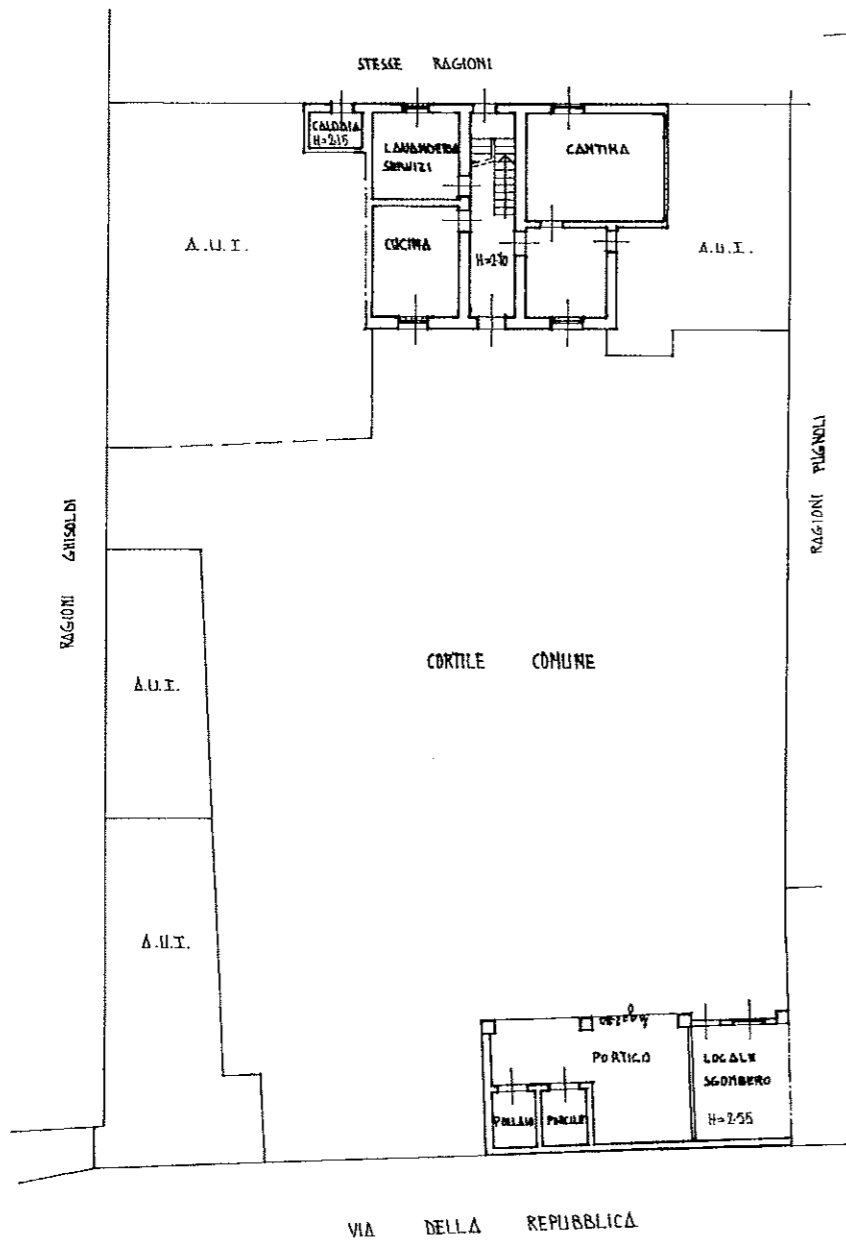 STESSE RAGIONI
CALDAIA
H=2.15
LAVANDERIA
SERVIZI
CANTINA
A.U.I.
CUCINA
H=2.10
A.U.I.
RAGIONI GHISOLDI
RAGIONI PUGNOLI
CORTILE COMUNE
A.U.I.
A.U.I.
PORTICO
LOCALE
SGOMBERO
POLLAIO
PORCILE
H=2.55
VIA DELLA REPUBBLICA